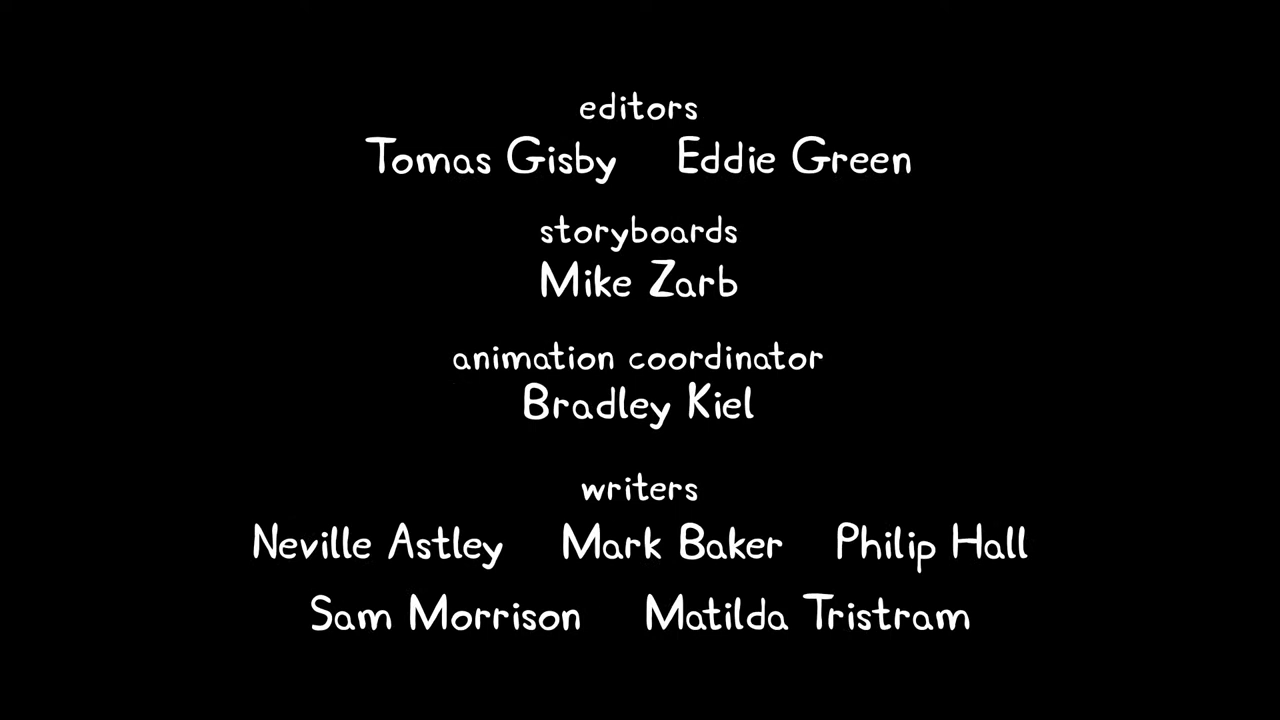 editors
Tomas Gisby Eddie Green
storyboards
Mike Zarb
animation coordinator
Bradley Kiel
writers
Neville Astley Mark Baker Philip Hall
Sam Morrison Matilda Tristram